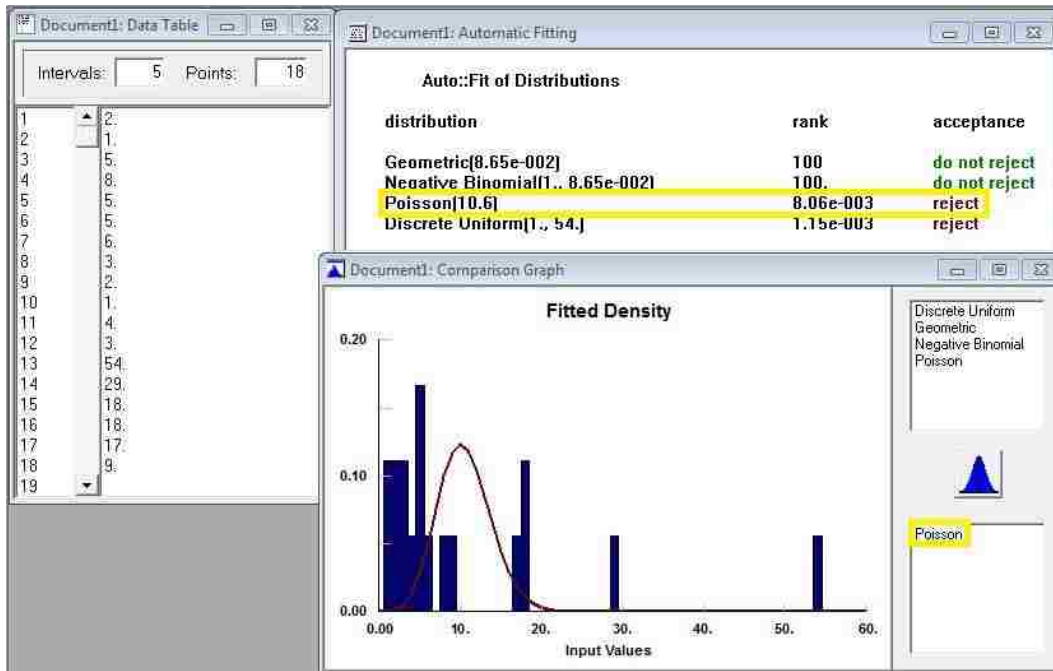 Document1: Data Table
Intervals: 5 Points: 18
1 2.
2 1.
3 5.
4 8.
5 5.
6 5.
7 6.
8 3.
9 2.
10 1.
11 4.
12 3.
13 54.
14 29.
15 18.
16 18.
17 17.
18 9.
19
Document1: Automatic Fitting
Auto::Fit of Distributions
distribution rank acceptance
Geometric(8.65e-002) 100 do not reject
Negative Binomial(1., 8.65e-002) 100. do not reject
Poisson(10.6) 8.06e-003 reject
Discrete Uniform(1., 54.) 1.15e-003 reject
Document1: Comparison Graph
Fitted Density
0.20
0.10
0.00
0.00 10. 20. 30. 40. 50. 60.
Input Values
Discrete Uniform
Geometric
Negative Binomial
Poisson
Poisson